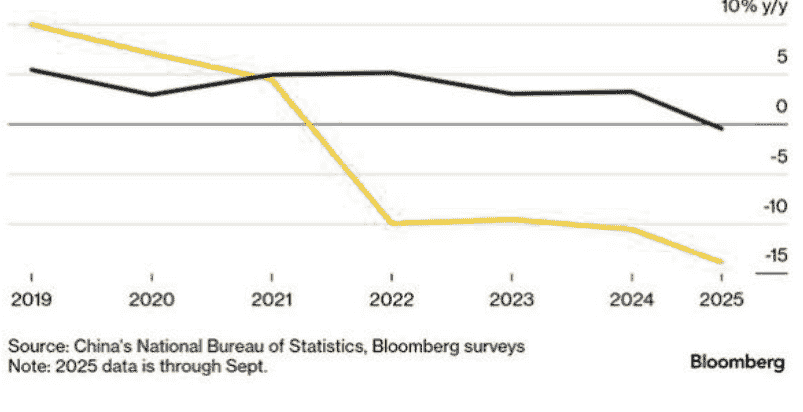 10% y/y
5
0
-5
-10
-15
2019 2020 2021 2022 2023 2024 2025
Source: China's National Bureau of Statistics, Bloomberg surveys
Note: 2025 data is through Sept.
Bloomberg